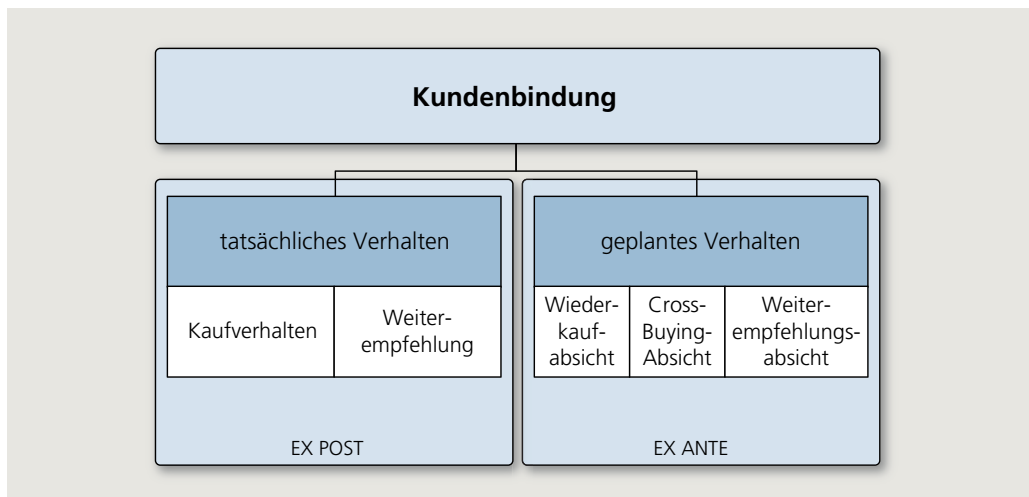 Kundenbindung
tatsächliches Verhalten
geplantes Verhalten
Kaufverhalten
Weiter-
empfehlung
Wieder-
kauf-
absicht
Cross-
Buying-
Absicht
Weiter-
empfehlungs-
absicht
EX POST
EX ANTE